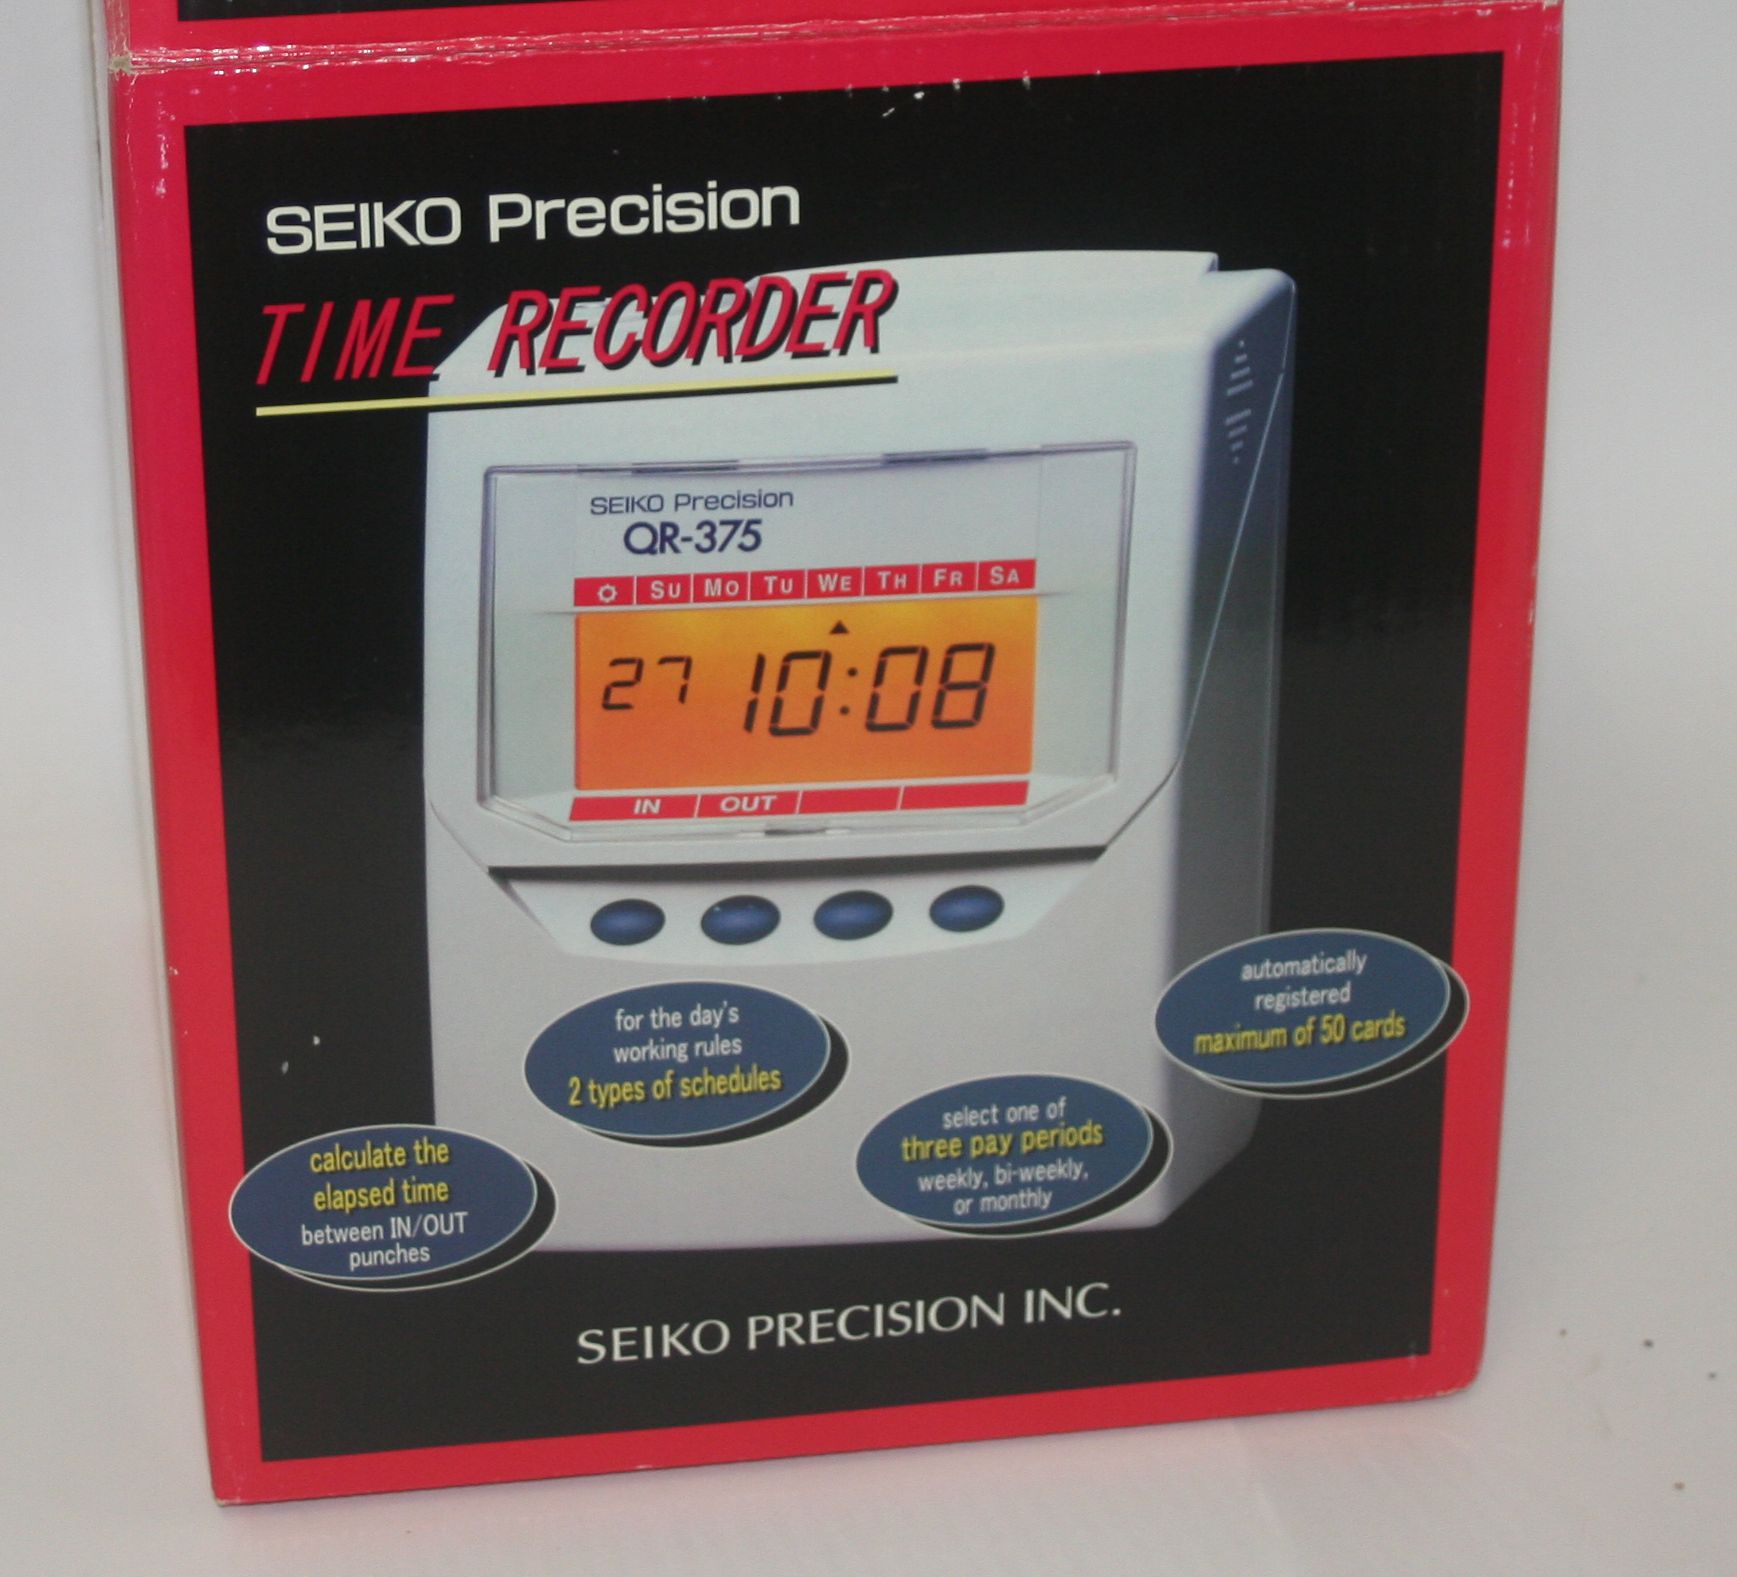 SEIKO Precision
TIME RECORDER
SEIKO Precision
QR-375
SU MO TU WE TH FR SA
27 10:08
IN OUT
for the day's
working rules
2 types of schedules
automatically
registered
maximum of 50 cards
calculate the
elapsed time
between IN/OUT
punches
select one of
three pay periods
weekly, bi-weekly,
or monthly
SEIKO PRECISION INC.